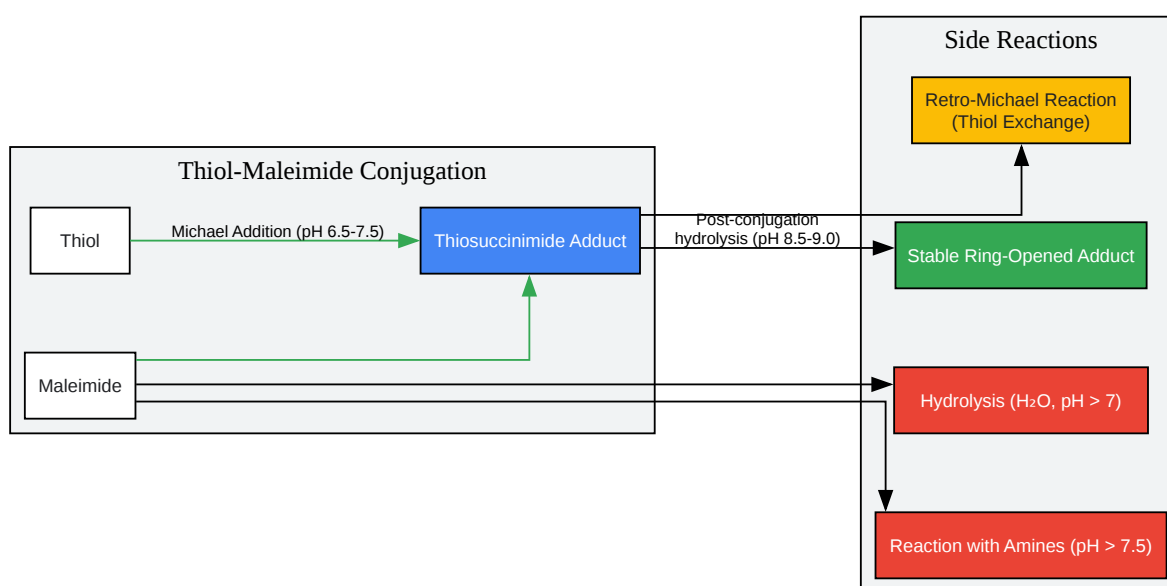 Side Reactions
Retro-Michael Reaction
(Thiol Exchange)
Thiol-Maleimide Conjugation
Thiol
Michael Addition (pH 6.5-7.5)
Thiosuccinimide Adduct
Post-conjugation
hydrolysis (pH 8.5-9.0)
Stable Ring-Opened Adduct
Maleimide
Hydrolysis (H₂O, pH > 7)
Reaction with Amines (pH > 7.5)